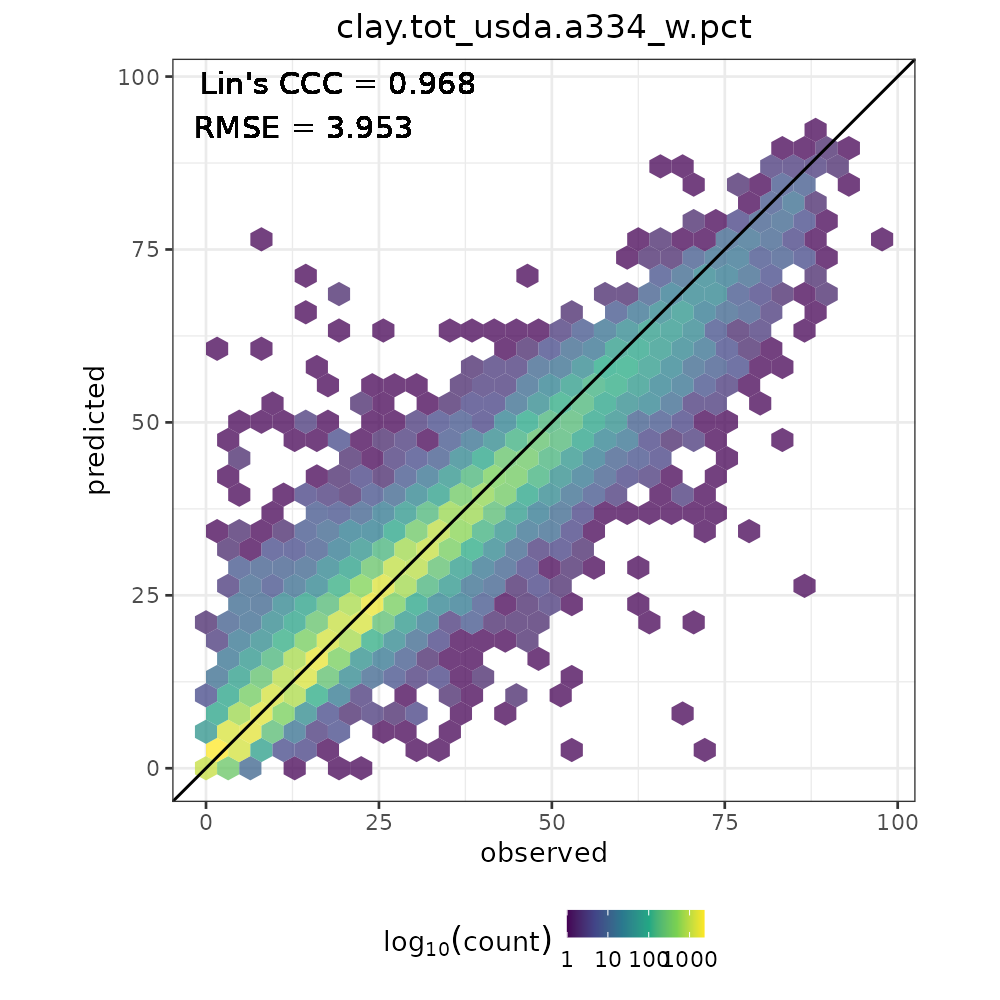 clay.tot_usda.a334_w.pct
Lin's CCC = 0.968
RMSE = 3.953
100
75
50
25
0
predicted
0 25 50 75 100
observed
log10(count)
1 10 100 1000